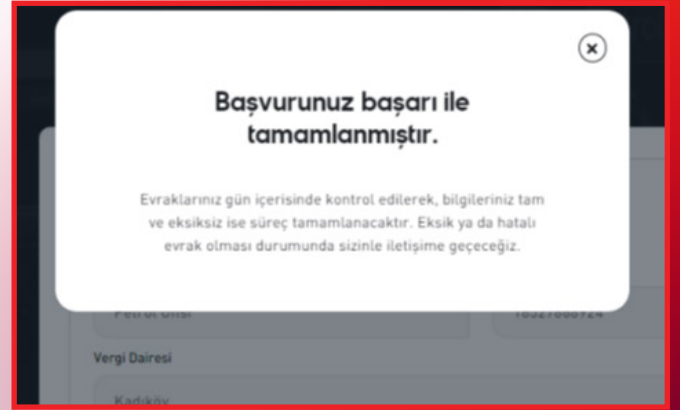 Başvurunuz başarı ile
tamamlanmıştır.
Evraklarınız gün içerisinde kontrol edilerek, bilgileriniz tam
ve eksiksiz ise süreç tamamlanacaktır. Eksik ya da hatalı
evrak olması durumunda sizinle iletişime geçeceğiz.
Vergi Dairesi
Kadıköy